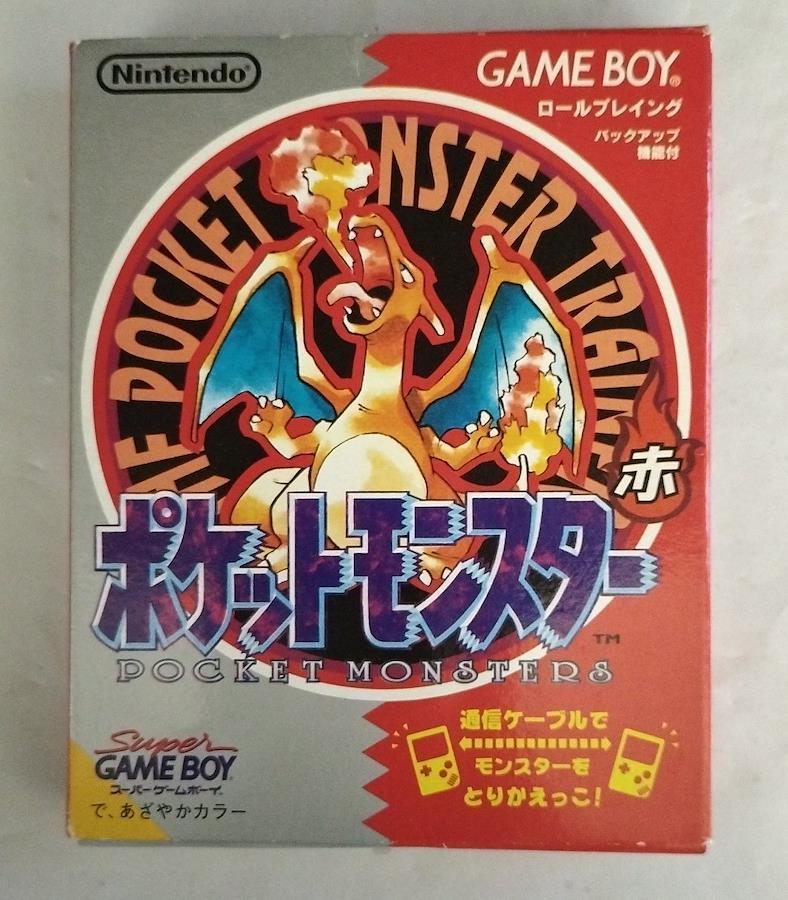 Nintendo®
GAME BOY®
ロールプレイング
バックアップ
機能付
POCKET
NSTER TRAIN
赤
ポケットモンスター
TM
POCKET MONSTERS
Super
GAME BOY
スーパーゲームボーイ
で、あざやかカラー
通信ケーブルで
モンスターを
とりかえっこ!